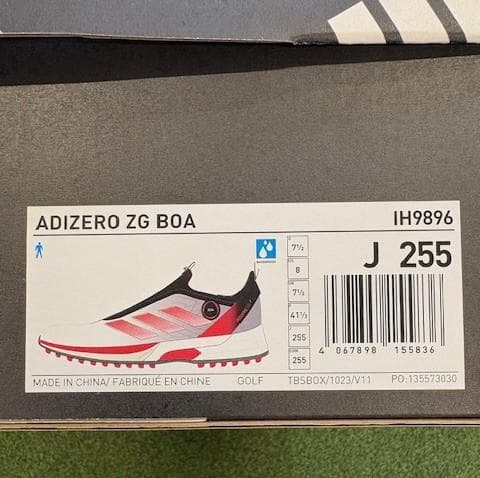 ADIZERO ZG BOA IH9896
WATERPROOF
J 255
7½
8
7½
41⅓
255
255
4 067898 155836
MADE IN CHINA/ FABRIQUÉ EN CHINE GOLF TBSBOX/1023/V11 PO:135573030